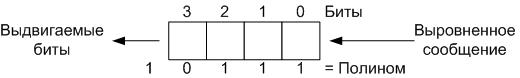 3 2 1 0 Биты
Выдвигаемые биты
Выровненное сообщение
1 0 1 1 1 = Полином